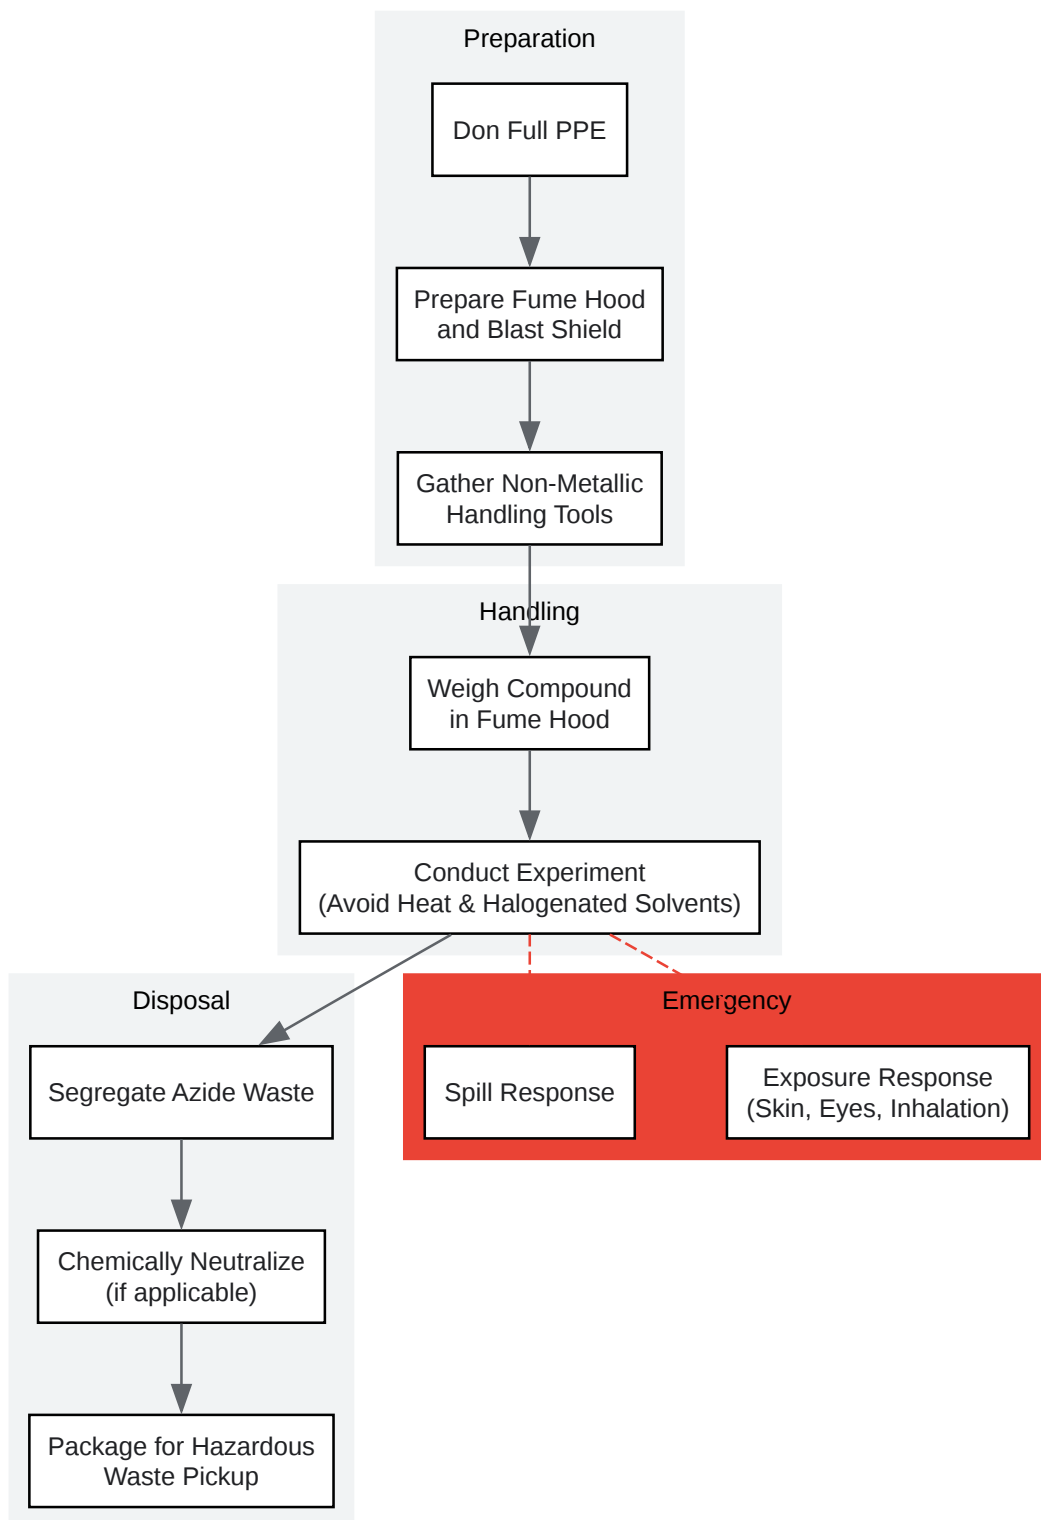 Preparation
Don Full PPE
Prepare Fume Hood
and Blast Shield
Gather Non-Metallic
Handling Tools
Handling
Weigh Compound
in Fume Hood
Conduct Experiment
(Avoid Heat & Halogenated Solvents)
Disposal
Segregate Azide Waste
Chemically Neutralize
(if applicable)
Package for Hazardous
Waste Pickup
Emergency
Spill Response
Exposure Response
(Skin, Eyes, Inhalation)